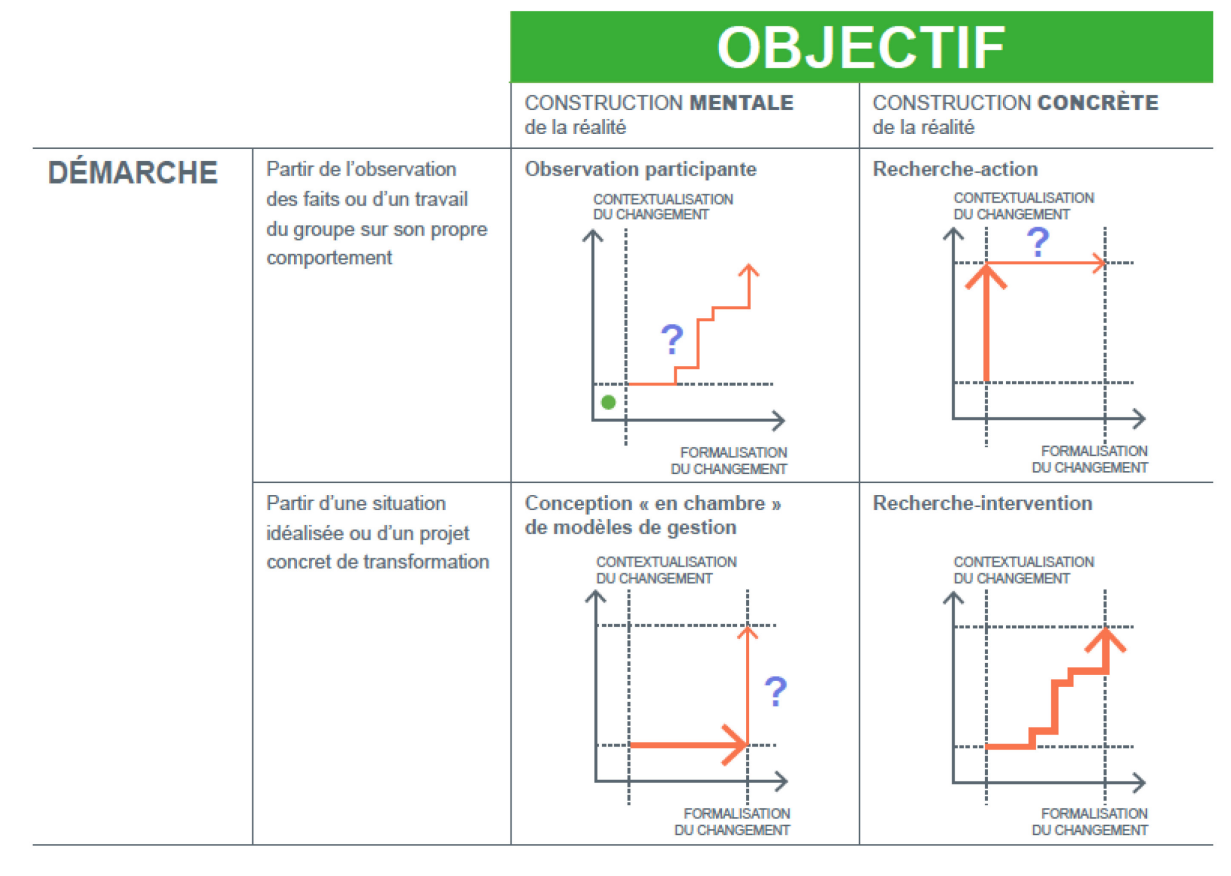 OBJECTIF
CONSTRUCTION MENTALE
de la réalité
CONSTRUCTION CONCRÈTE
de la réalité
DÉMARCHE
Partir de l’observation
des faits ou d’un travail
du groupe sur son propre
comportement
Observation participante
CONTEXTUALISATION
DU CHANGEMENT
?
FORMALISATION
DU CHANGEMENT
Recherche-action
CONTEXTUALISATION
DU CHANGEMENT
?
FORMALISATION
DU CHANGEMENT
Partir d’une situation
idéalisée ou d’un projet
concret de transformation
Conception « en chambre »
de modèles de gestion
CONTEXTUALISATION
DU CHANGEMENT
?
FORMALISATION
DU CHANGEMENT
Recherche-intervention
CONTEXTUALISATION
DU CHANGEMENT
FORMALISATION
DU CHANGEMENT